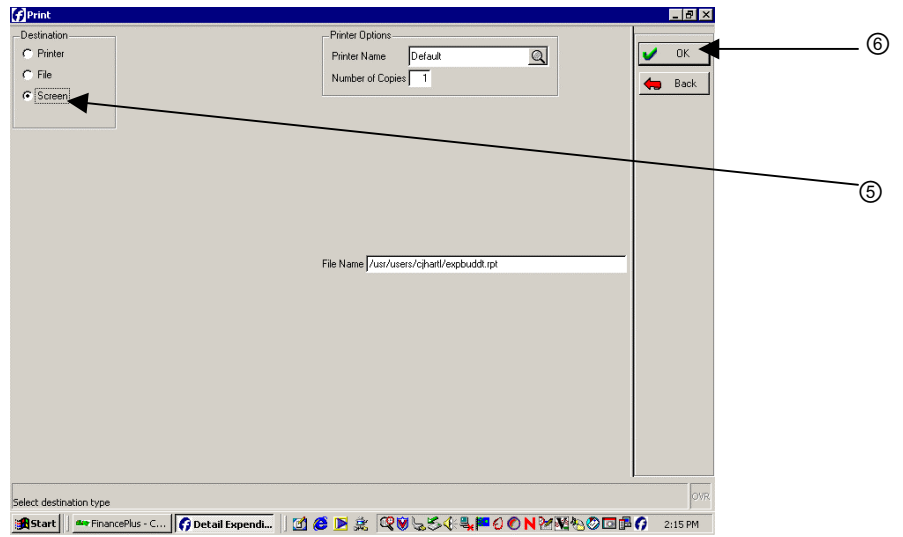 Print
Destination
Printer
File
Screen
Printer Options
Printer Name Default
Number of Copies 1
OK
Back
⑥
⑤
File Name /usr/users/cjhartl/expbuddt.rpt
Select destination type
OVR
Start FinancePlus - C... Detail Expendi... 2:15 PM